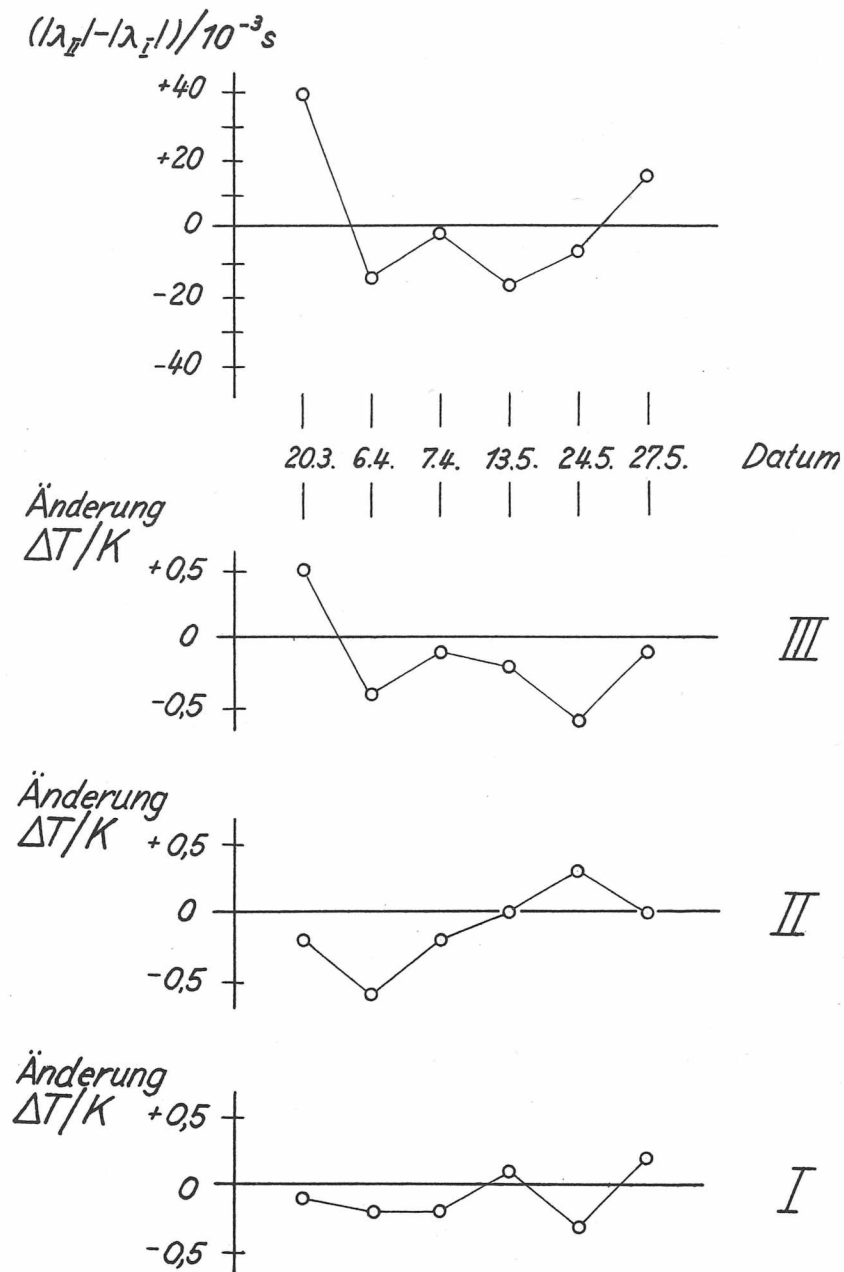 (|λ_II|-|λ_I|)/10⁻³s
+40
+20
0
-20
-40
20.3. 6.4. 7.4. 13.5. 24.5. 27.5. Datum
Änderung
ΔT/K +0,5
0
-0,5
III
Änderung
ΔT/K +0,5
0
-0,5
II
Änderung
ΔT/K +0,5
0
-0,5
I